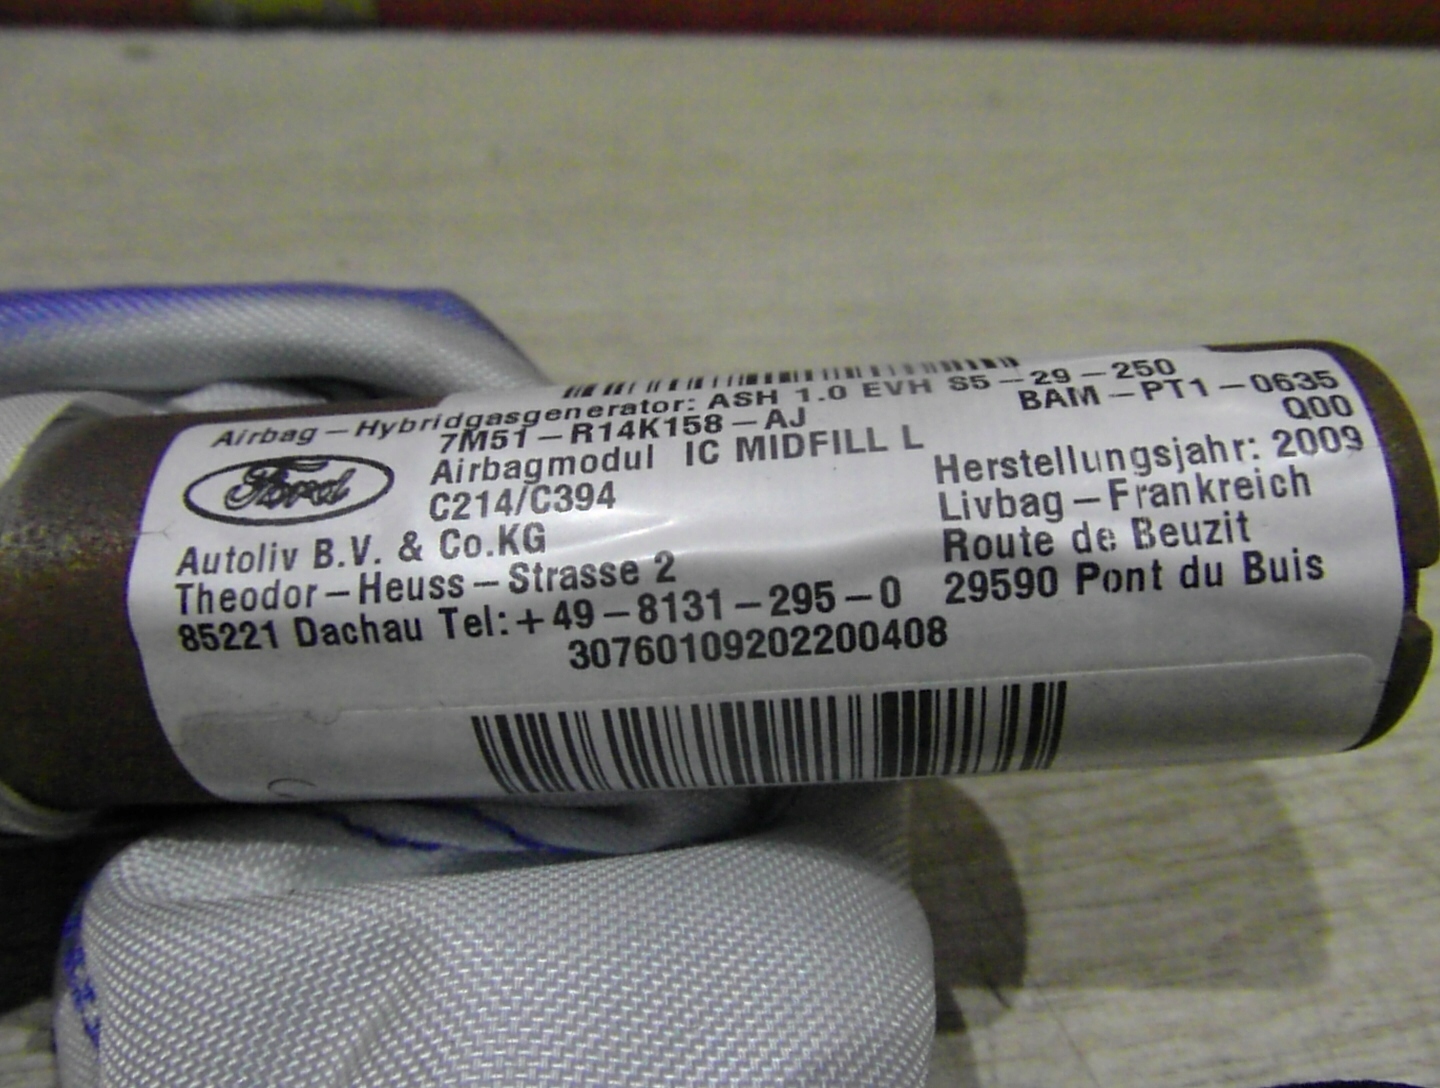 Airbag-Hybridgasgenerator: ASH 1.0 EVH S5-29-250
7M51-R14K158-AJ BAM-PT1-0635
Ford Airbagmodul IC MIDFILL L Q00
C214/C394 Herstellungsjahr: 2009
Autoliv B.V. & Co.KG Livbag-Frankreich
Theodor-Heuss-Strasse 2 Route de Beuzit
85221 Dachau Tel:+49-8131-295-0 29590 Pont du Buis
30760109202200408